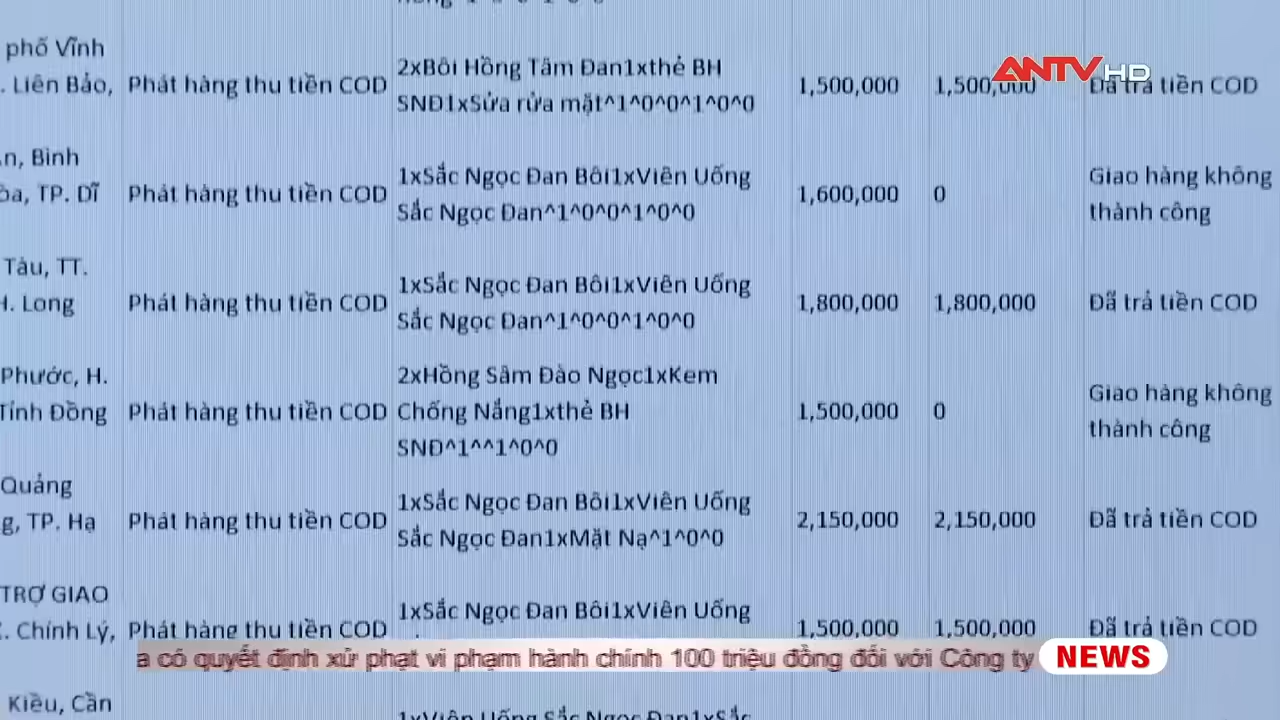 phố Vĩnh
. Liên Bảo,
Phát hàng thu tiền COD
2xBôi Hồng Tâm Đan1xthẻ BH
SNĐ1xSửa rửa mặt^1^0^0^1^0^0
1,500,000
1,500,000
Đã trả tiền COD
ANTV HD
n, Bình
òa, TP. Dĩ
Phát hàng thu tiền COD
1xSắc Ngọc Đan Bôi1xViên Uống
Sắc Ngọc Đan^1^0^0^1^0^0
1,600,000
0
Giao hàng không
thành công
Tàu, TT.
H. Long
Phát hàng thu tiền COD
1xSắc Ngọc Đan Bôi1xViên Uống
Sắc Ngọc Đan^1^0^0^1^0^0
1,800,000
1,800,000
Đã trả tiền COD
Phước, H.
Tỉnh Đồng
Phát hàng thu tiền COD
2xHồng Sâm Đào Ngọc1xKem
Chống Nắng1xthẻ BH
SNĐ^1^^1^0^0
1,500,000
0
Giao hàng không
thành công
Quảng
g, TP. Hạ
Phát hàng thu tiền COD
1xSắc Ngọc Đan Bôi1xViên Uống
Sắc Ngọc Đan1xMặt Nạ^1^0^0
2,150,000
2,150,000
Đã trả tiền COD
TRỢ GIAO
. Chính Lý,
Phát hàng thu tiền COD
1xSắc Ngọc Đan Bôi1xViên Uống
1,500,000
1,500,000
Đã trả tiền COD
a có quyết định xử phạt vi phạm hành chính 100 triệu đồng đối với Công ty
NEWS
Kiều, Cần
1xViên Uống Sắc Ngọc Đan1xSắc